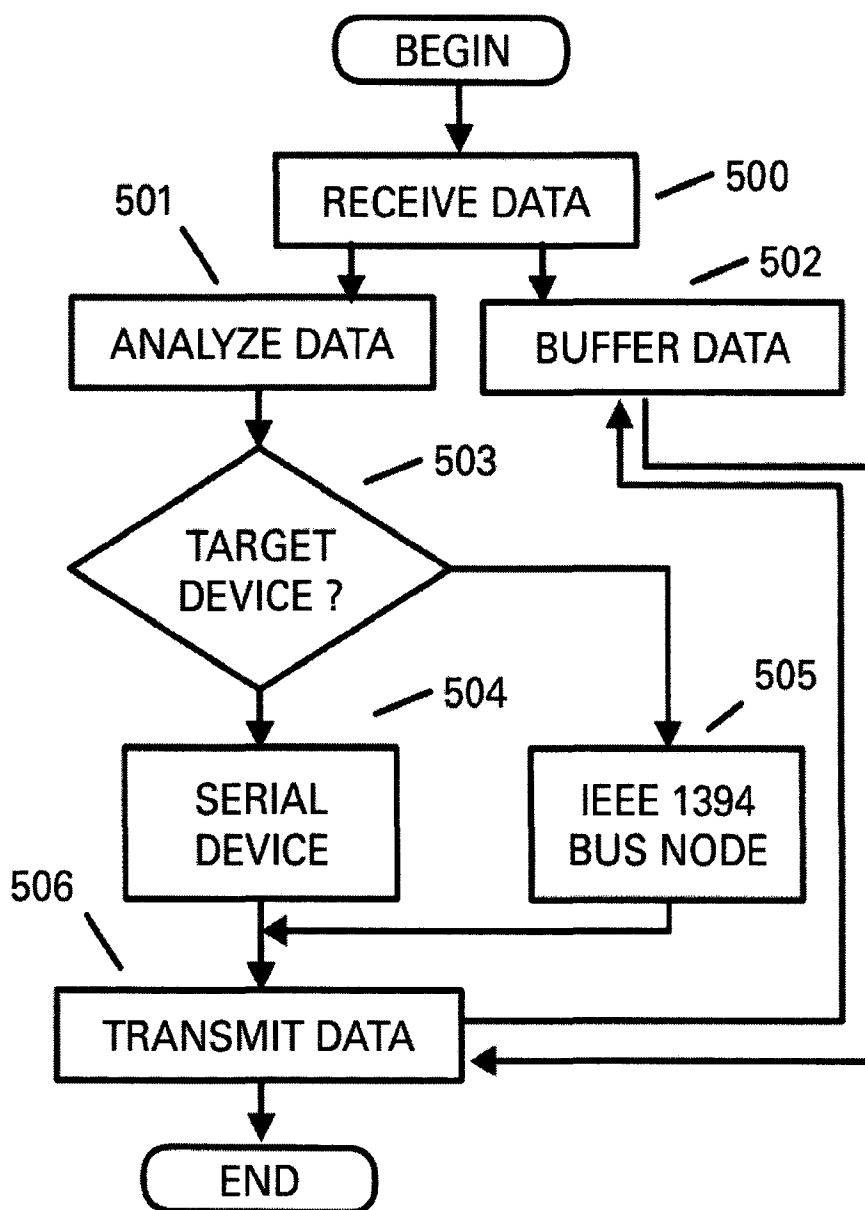 BEGIN
RECEIVE DATA
500
501
502
ANALYZE DATA
BUFFER DATA
503
TARGET
DEVICE ?
504
505
SERIAL
DEVICE
IEEE 1394
BUS NODE
506
TRANSMIT DATA
END